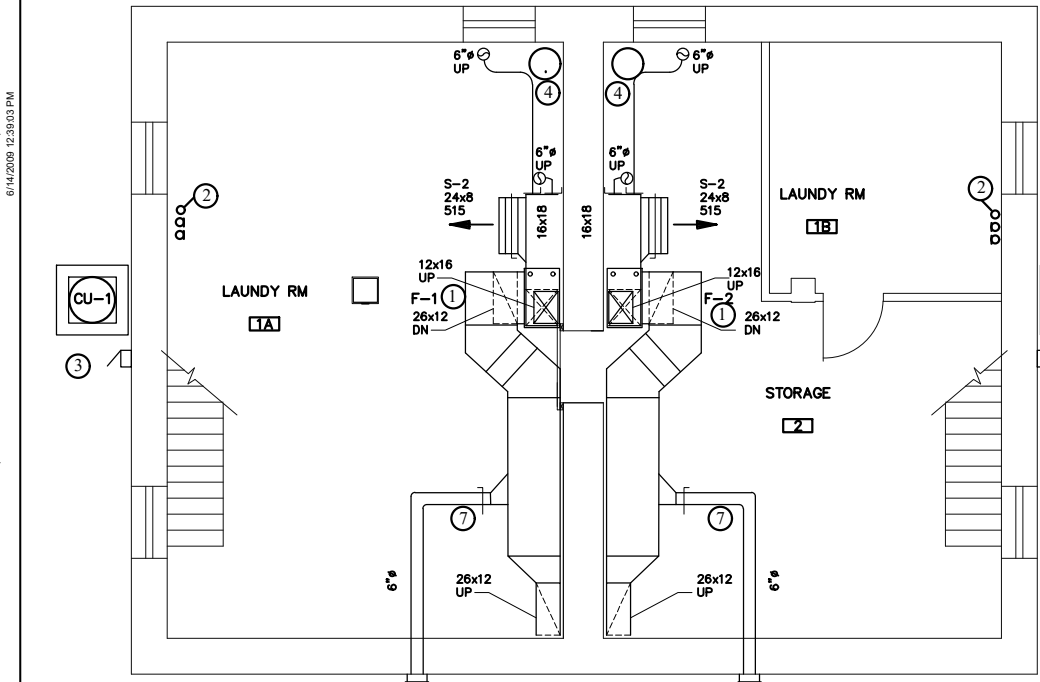 6/14/2009 12:39:03 PM
6"ø
UP
6"ø
UP
4
4
6"ø
UP
6"ø
UP
S-2
24x8
515
16x18
16x18
S-2
24x8
515
2
LAUNDY RM
1B
2
12x16
UP
12x16
UP
CU-1
LAUNDY RM
1A
F-1
1
26x12
DN
F-2
1
26x12
DN
3
STORAGE
2
7
7
6"ø
26x12
UP
26x12
UP
6"ø